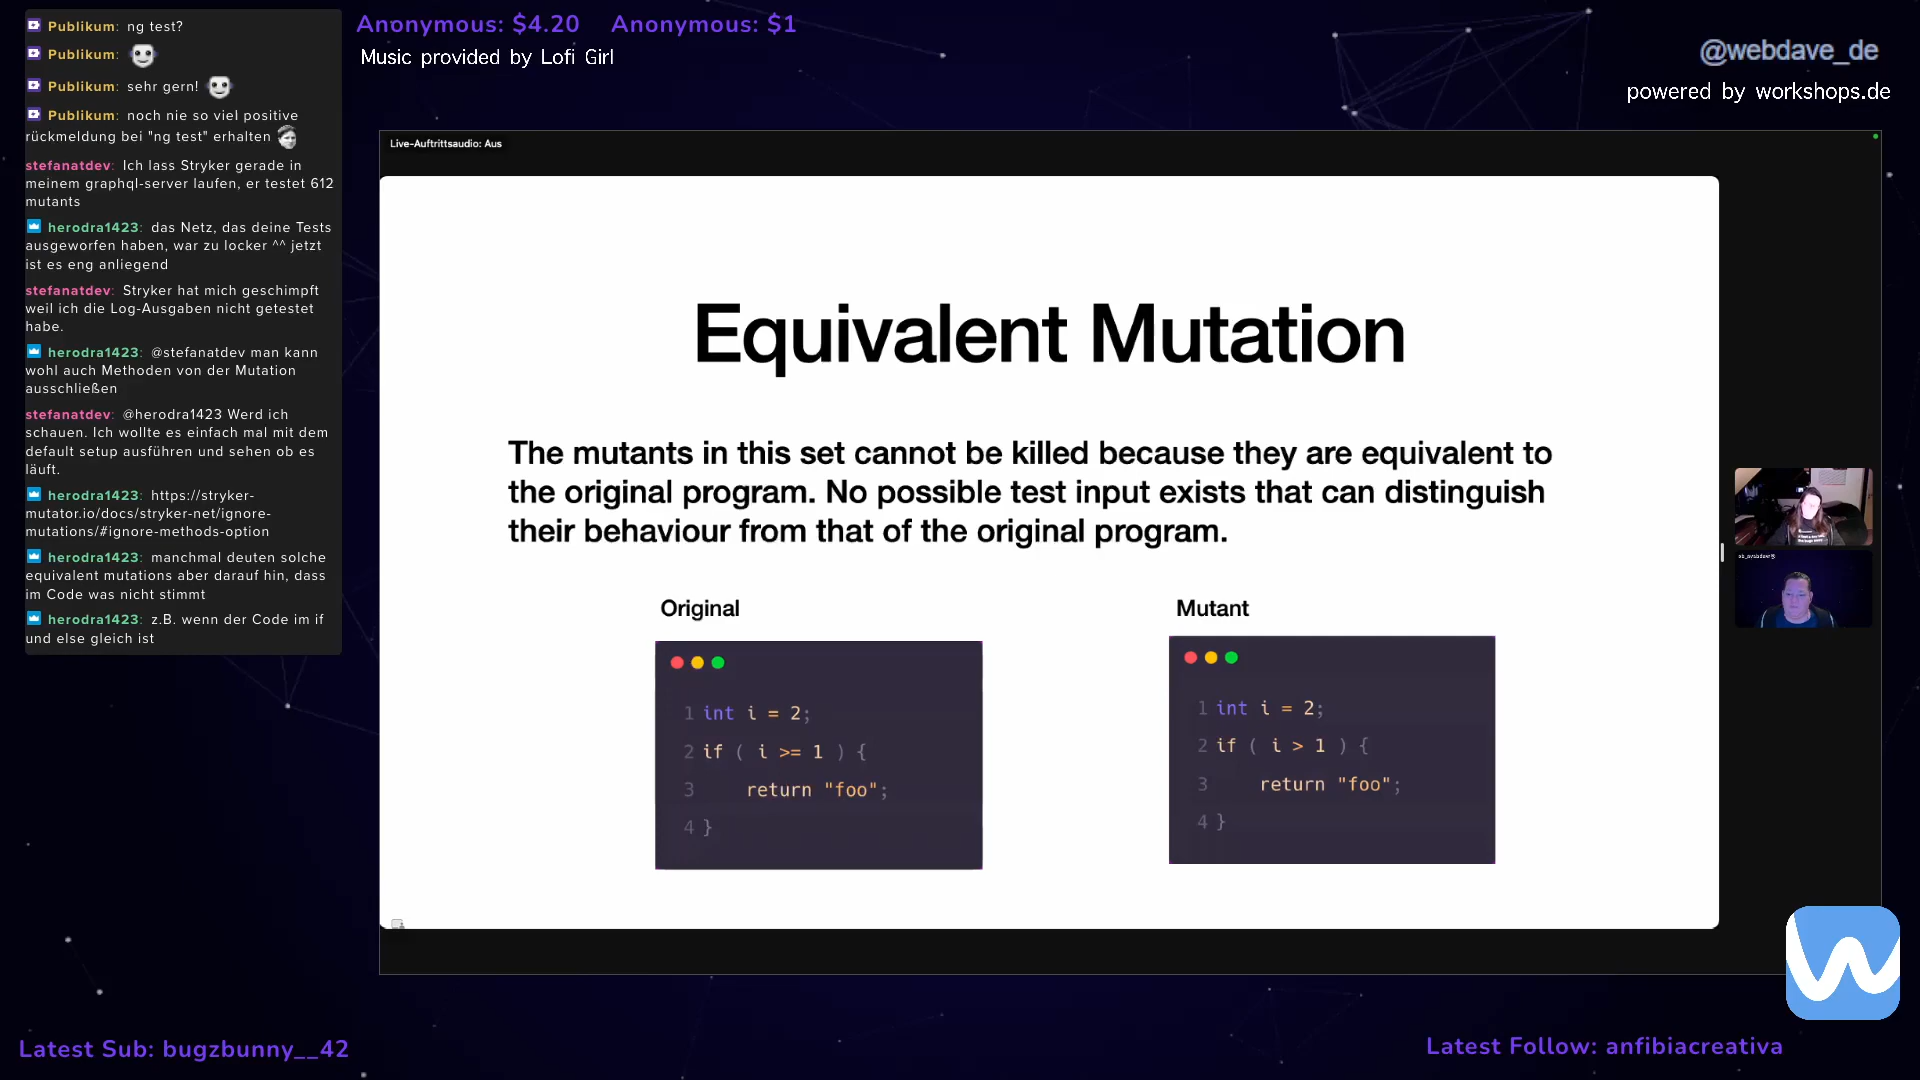 Publikum: ng test?
Publikum:
Publikum: sehr gern!
Publikum: noch nie so viel positive
rückmeldung bei "ng test" erhalten
stefanatdev: Ich lass Stryker gerade in
meinem graphql-server laufen, er testet 612
mutants
herodra1423: das Netz, das deine Tests
ausgeworfen haben, war zu locker ^^ jetzt
ist es eng anliegend
stefanatdev: Stryker hat mich geschimpft
weil ich die Log-Ausgaben nicht getestet
habe.
herodra1423: @stefanatdev man kann
wohl auch Methoden von der Mutation
ausschließen
stefanatdev: @herodra1423 Werd ich
schauen. Ich wollte es einfach mal mit dem
default setup ausführen und sehen ob es
läuft.
herodra1423: https://stryker-
mutator.io/docs/stryker-net/ignore-
mutations/#ignore-methods-option
herodra1423: manchmal deuten solche
equivalent mutations aber darauf hin, dass
im Code was nicht stimmt
herodra1423: z.B. wenn der Code im if
und else gleich ist
Anonymous: $4.20 Anonymous: $1
Music provided by Lofi Girl
@webdave_de
powered by workshops.de
Live-Auftrittsaudio: Aus
Equivalent Mutation
The mutants in this set cannot be killed because they are equivalent to
the original program. No possible test input exists that can distinguish
their behaviour from that of the original program.
Original
1 int i = 2;
2 if ( i >= 1 ) {
3 return "foo";
4 }
Mutant
1 int i = 2;
2 if ( i > 1 ) {
3 return "foo";
4 }
Latest Sub: bugzbunny__42
Latest Follow: anfibiacreativa